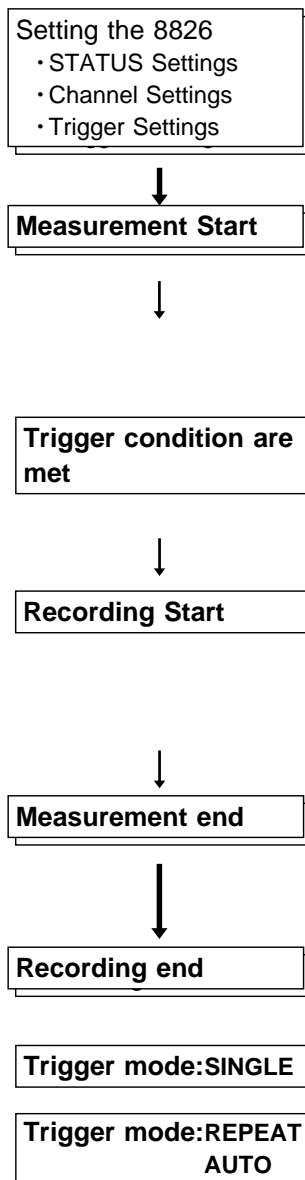 Setting the 8826
・STATUS Settings
・Channel Settings
・Trigger Settings
Measurement Start
Trigger condition are
met
Recording Start
Measurement end
Recording end
Trigger mode:SINGLE
Trigger mode:REPEAT
AUTO